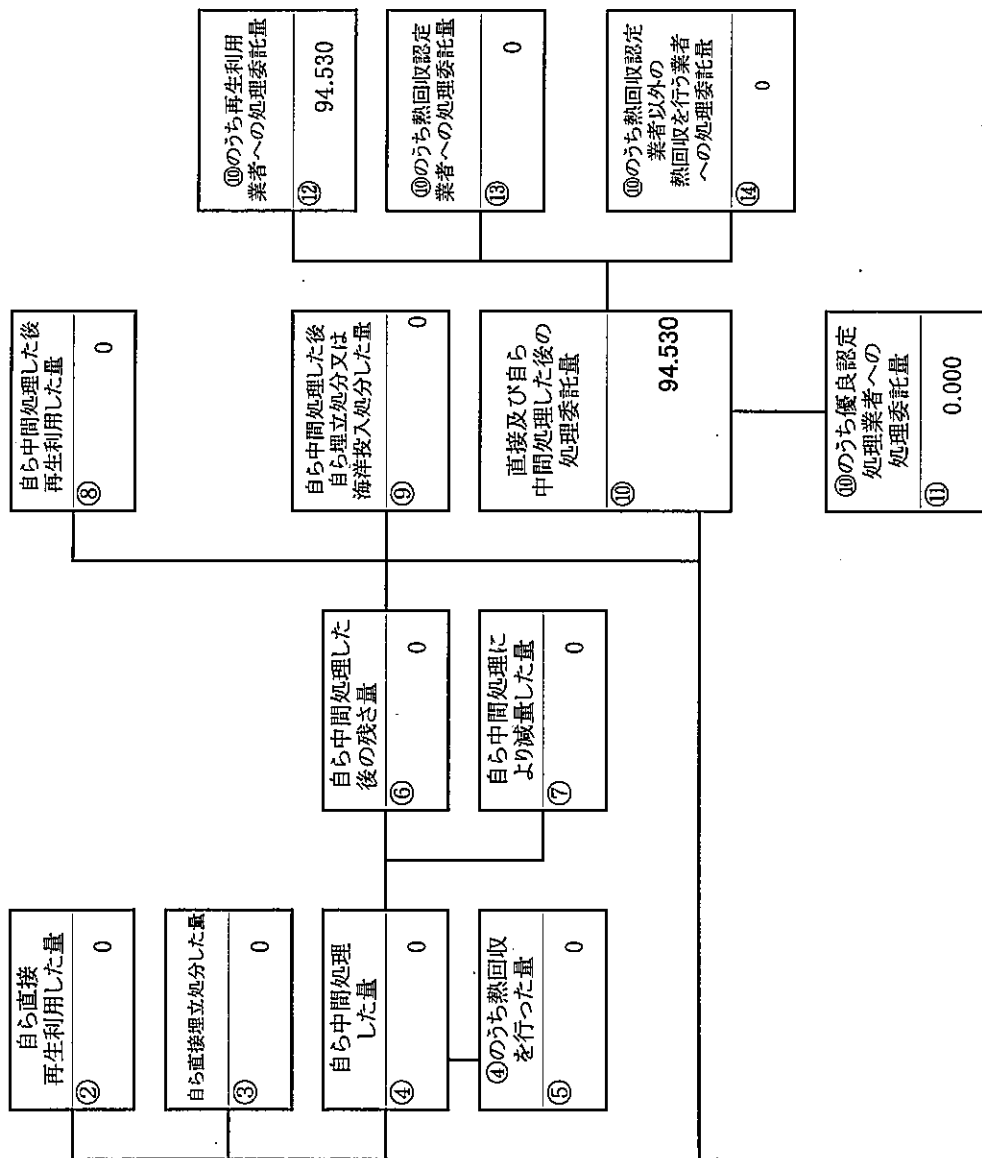 自ら直接
再生利用した量
② 0
自ら直接埋立処分した量
③ 0
自ら中間処理
した量
④ 0
④のうち熱回収
を行った量
⑤ 0
自ら中間処理した
後の残さ量
⑥ 0
自ら中間処理に
より減量した量
⑦ 0
自ら中間処理した後
再生利用した量
⑧ 0
自ら中間処理した後
自ら埋立処分又は
海洋投入処分した量
⑨ 0
直接及び自ら
中間処理した後の
処理委託量
⑩ 94.530
⑩のうち優良認定
処理業者への
処理委託量
⑪ 0.000
⑩のうち再生利用
業者への処理委託量
⑫ 94.530
⑩のうち熱回収認定
業者への処理委託量
⑬ 0
⑩のうち熱回収認定
業者以外の
熱回収を行う業者
への処理委託量
⑭ 0